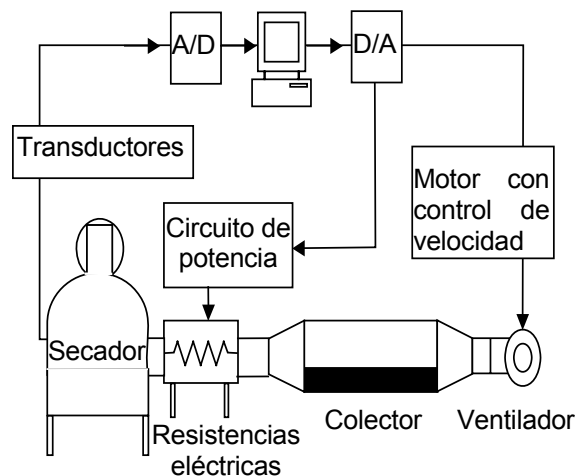 A/D
D/A
Transductores
Motor con
control de
velocidad
Circuito de
potencia
Secador
Colector
Ventilador
Resistencias
eléctricas